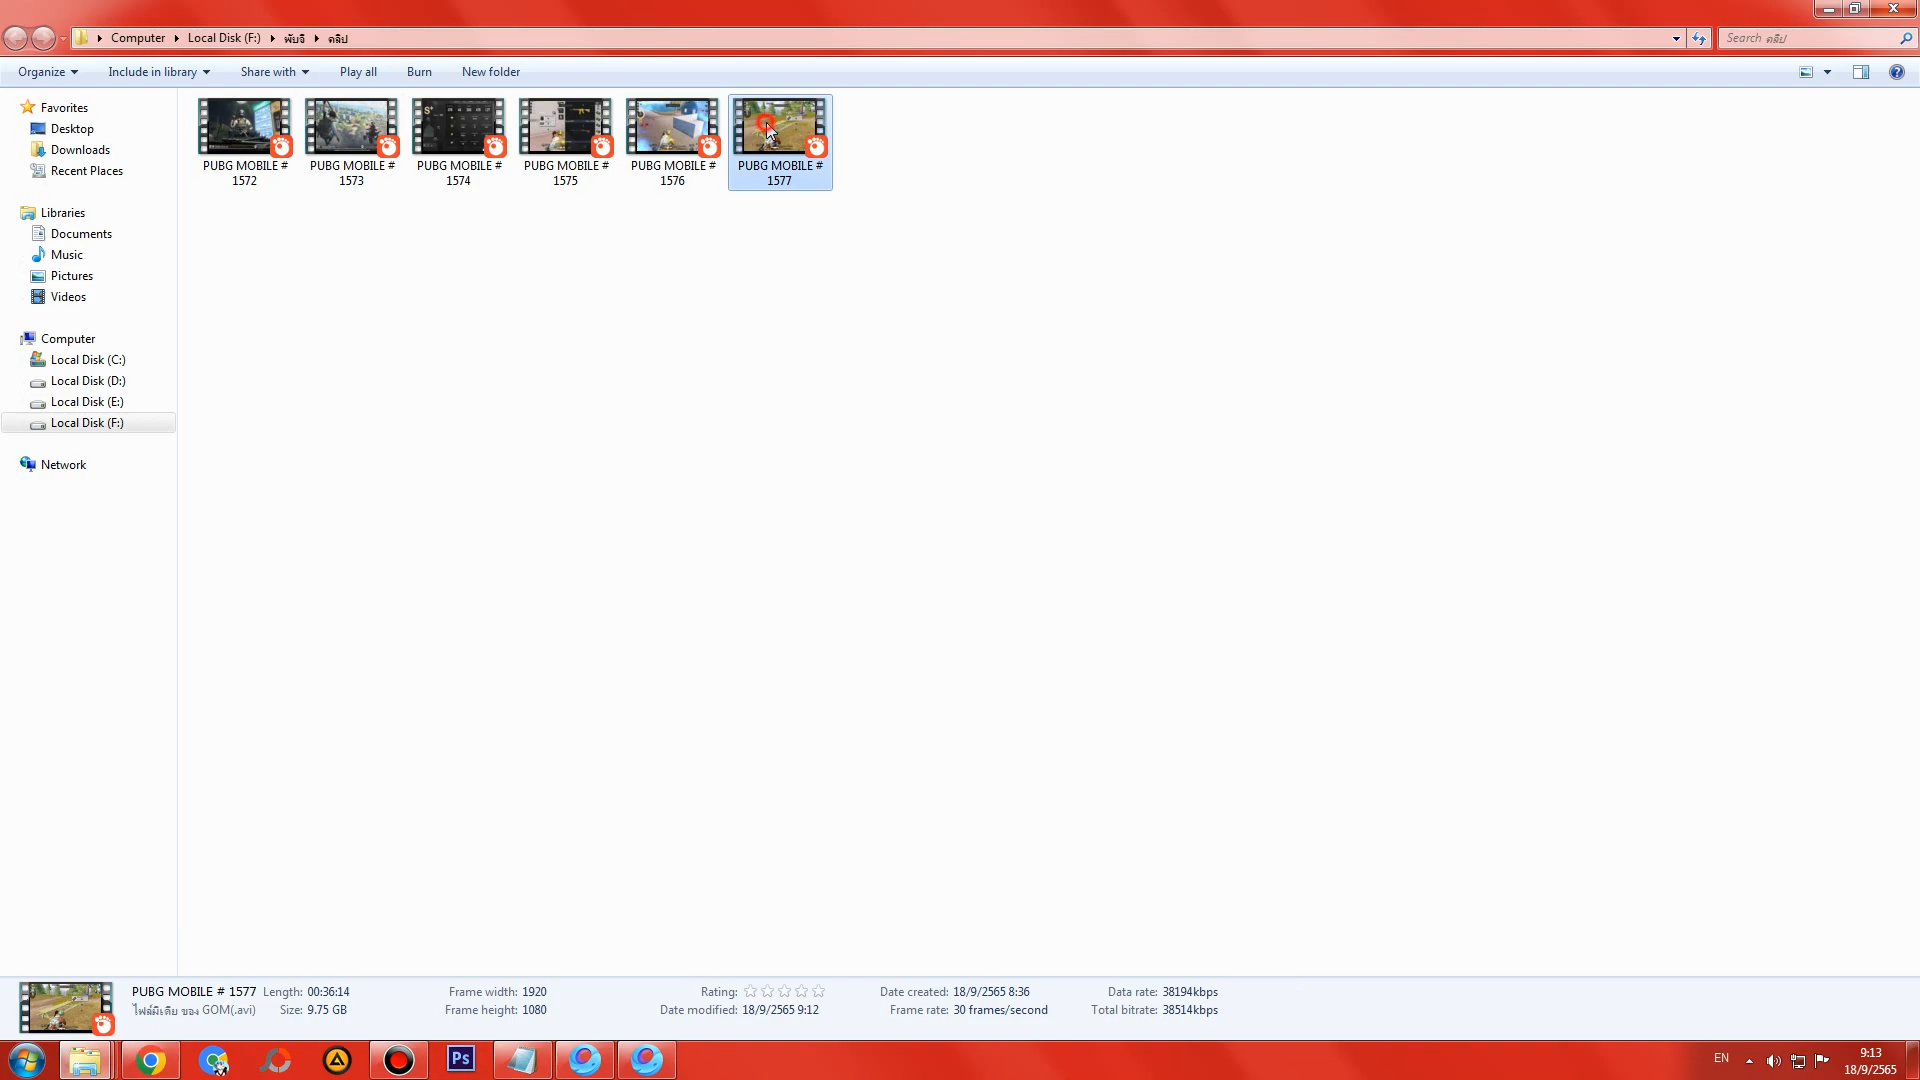 Computer Local Disk (F:) พับจี คลิป
Search คลิป
Organize Include in library Share with Play all Burn New folder
Favorites
Desktop
Downloads
Recent Places
Libraries
Documents
Music
Pictures
Videos
Computer
Local Disk (C:)
Local Disk (D:)
Local Disk (E:)
Local Disk (F:)
Network
PUBG MOBILE #
1572
PUBG MOBILE #
1573
PUBG MOBILE #
1574
PUBG MOBILE #
1575
PUBG MOBILE #
1576
PUBG MOBILE #
1577
PUBG MOBILE # 1577 Length: 00:36:14 Frame width: 1920 Rating: Date created: 18/9/2565 8:36 Data rate: 38194kbps
ไฟล์มีเดีย ของ GOM(.avi) Size: 9.75 GB Frame height: 1080 Date modified: 18/9/2565 9:12 Frame rate: 30 frames/second Total bitrate: 38514kbps
Ps
EN
9:13
18/9/2565